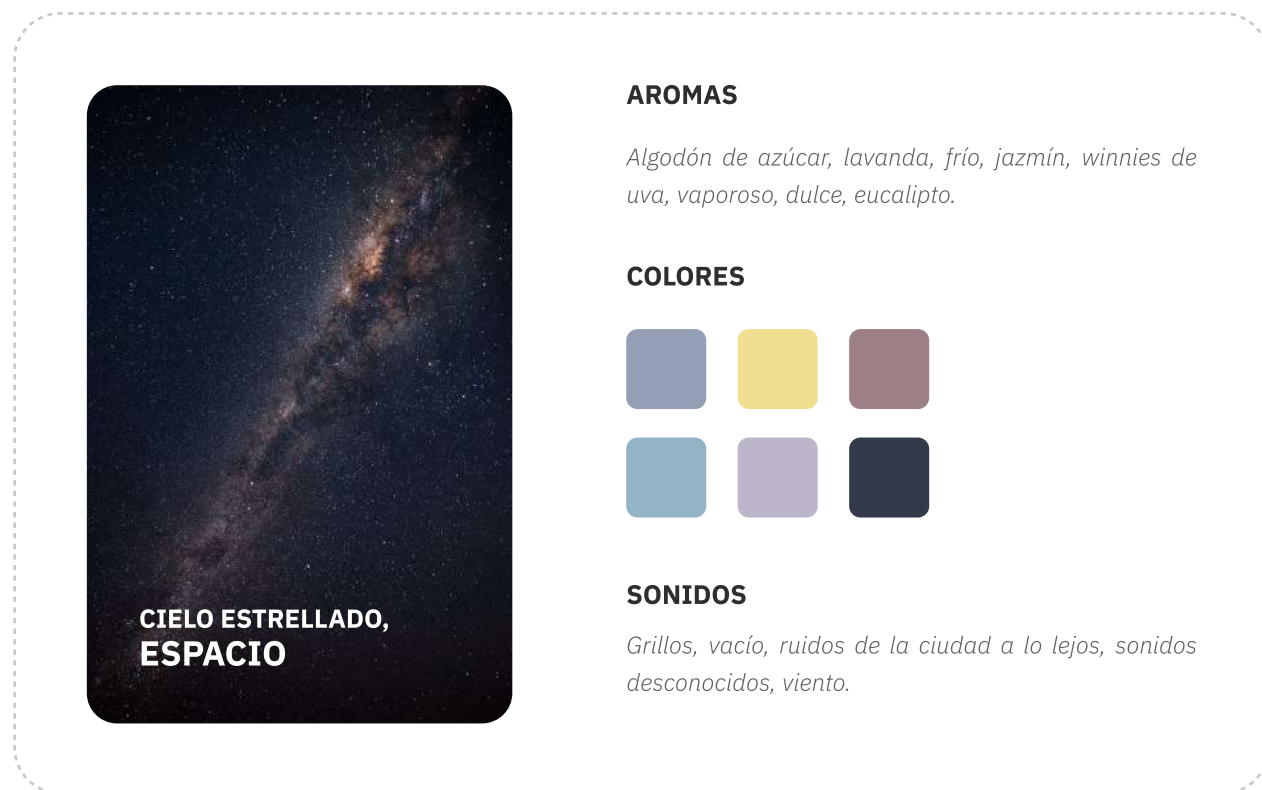 AROMAS
Algodón de azúcar, lavanda, frío, jazmín, winnies de
uva, vaporoso, dulce, eucalipto.
COLORES
SONIDOS
Grillos, vacío, ruidos de la ciudad a lo lejos, sonidos
desconocidos, viento.
CIELO ESTRELLADO,
ESPACIO